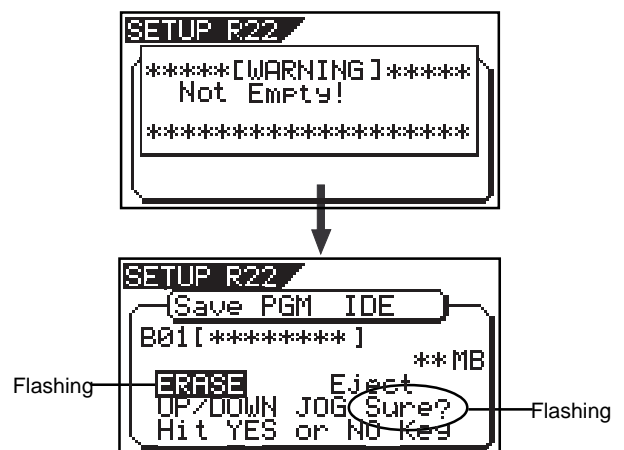 SETUP R22
*****[WARNING]*****
Not Empty!
*******************
SETUP R22
Save PGM IDE
B01[********]
**MB
Flashing ERASE Eject
UP/DOWN JOG Sure? Flashing
Hit YES or NO Key